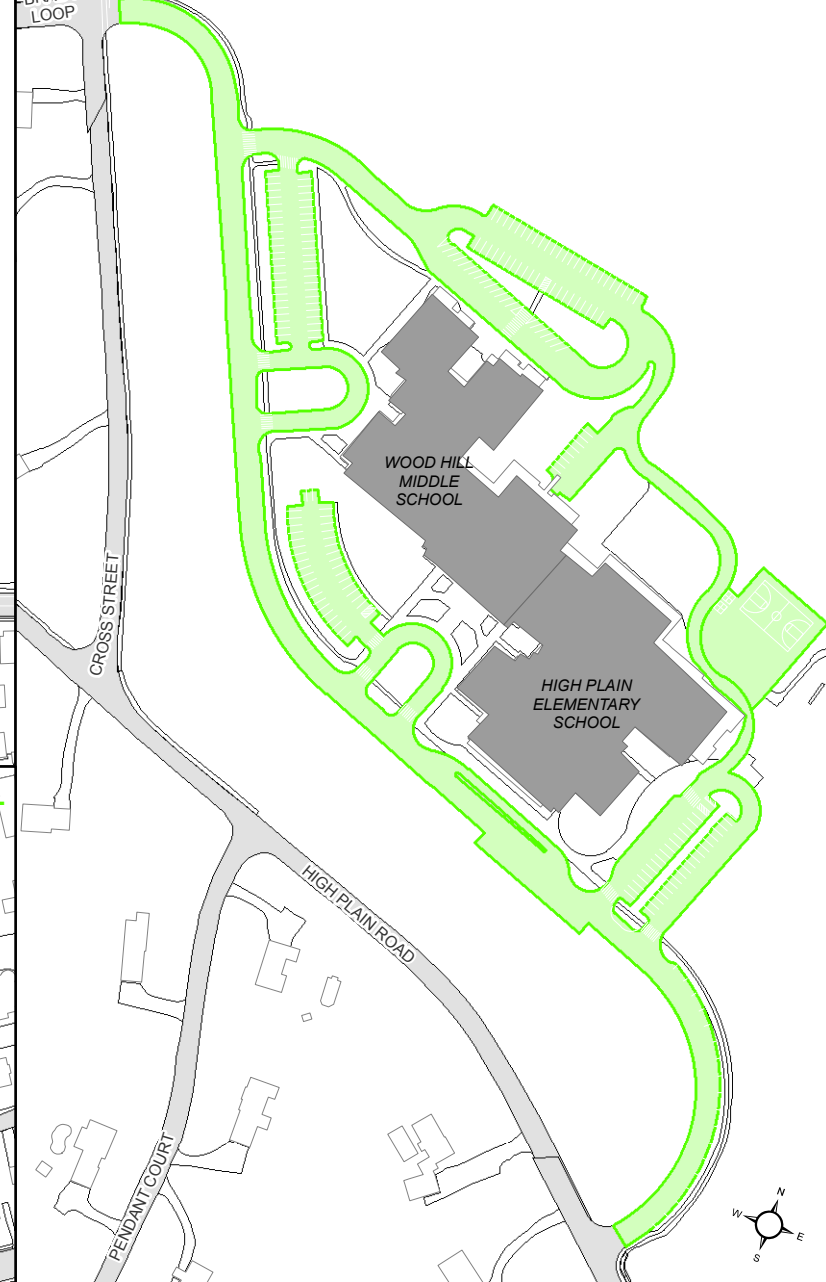 LOOP
WOOD HILL
MIDDLE
SCHOOL
CROSS STREET
HIGH PLAIN
ELEMENTARY
SCHOOL
HIGH PLAIN ROAD
PENDANT COURT
N
W
E
S